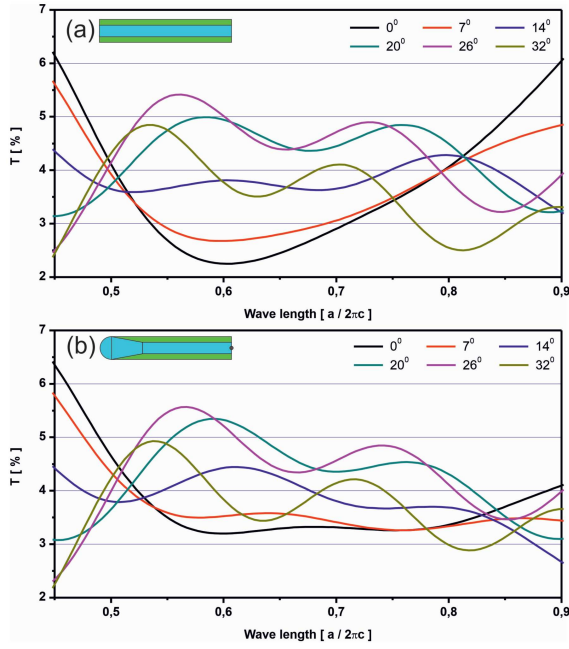 (a)
0⁰ 7⁰ 14⁰
20⁰ 26⁰ 32⁰
7
6
5
4
3
2
T [ % ]
0,5 0,6 0,7 0,8 0,9
Wave length [ a / 2πc ]
(b)
0⁰ 7⁰ 14⁰
20⁰ 26⁰ 32⁰
7
6
5
4
3
2
T [ % ]
0,5 0,6 0,7 0,8 0,9
Wave length [ a / 2πc ]